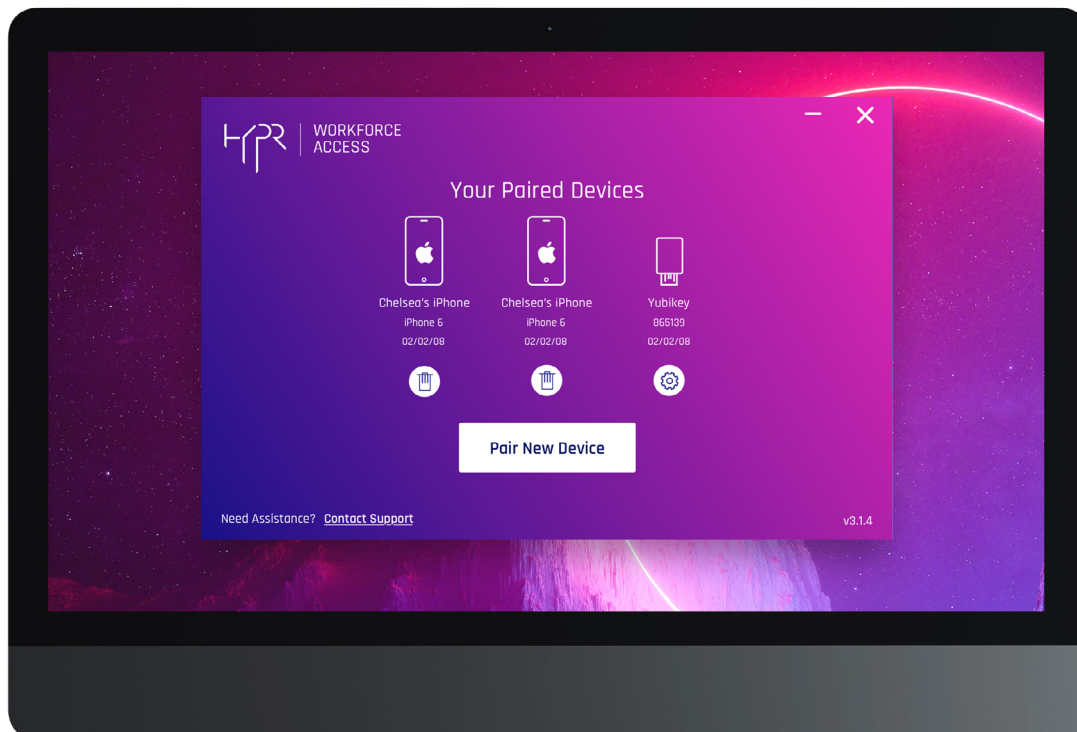 HYPR
WORKFORCE
ACCESS
Your Paired Devices
Chelsea's iPhone
iPhone 6
02/02/08
Chelsea's iPhone
iPhone 6
02/02/08
Yubikey
865139
02/02/08
Pair New Device
Need Assistance? Contact Support
v3.1.4